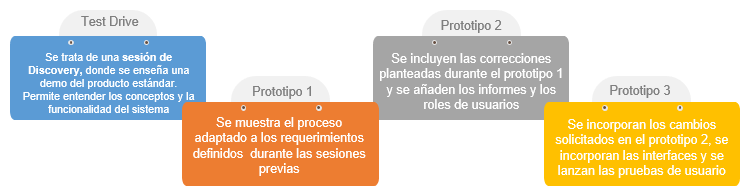 Test Drive
Se trata de una sesión de
Discovery, donde se enseña una
demo del producto estándar.
Permite entender los conceptos y la
funcionalidad del sistema
Prototipo 1
Se muestra el proceso
adaptado a los requerimientos
definidos durante las sesiones
previas
Prototipo 2
Se incluyen las correcciones
planteadas durante el prototipo 1
y se añaden los informes y los
roles de usuarios
Prototipo 3
Se incorporan los cambios
solicitados en el prototipo 2, se
incorporan las interfaces y se
lanzan las pruebas de usuario